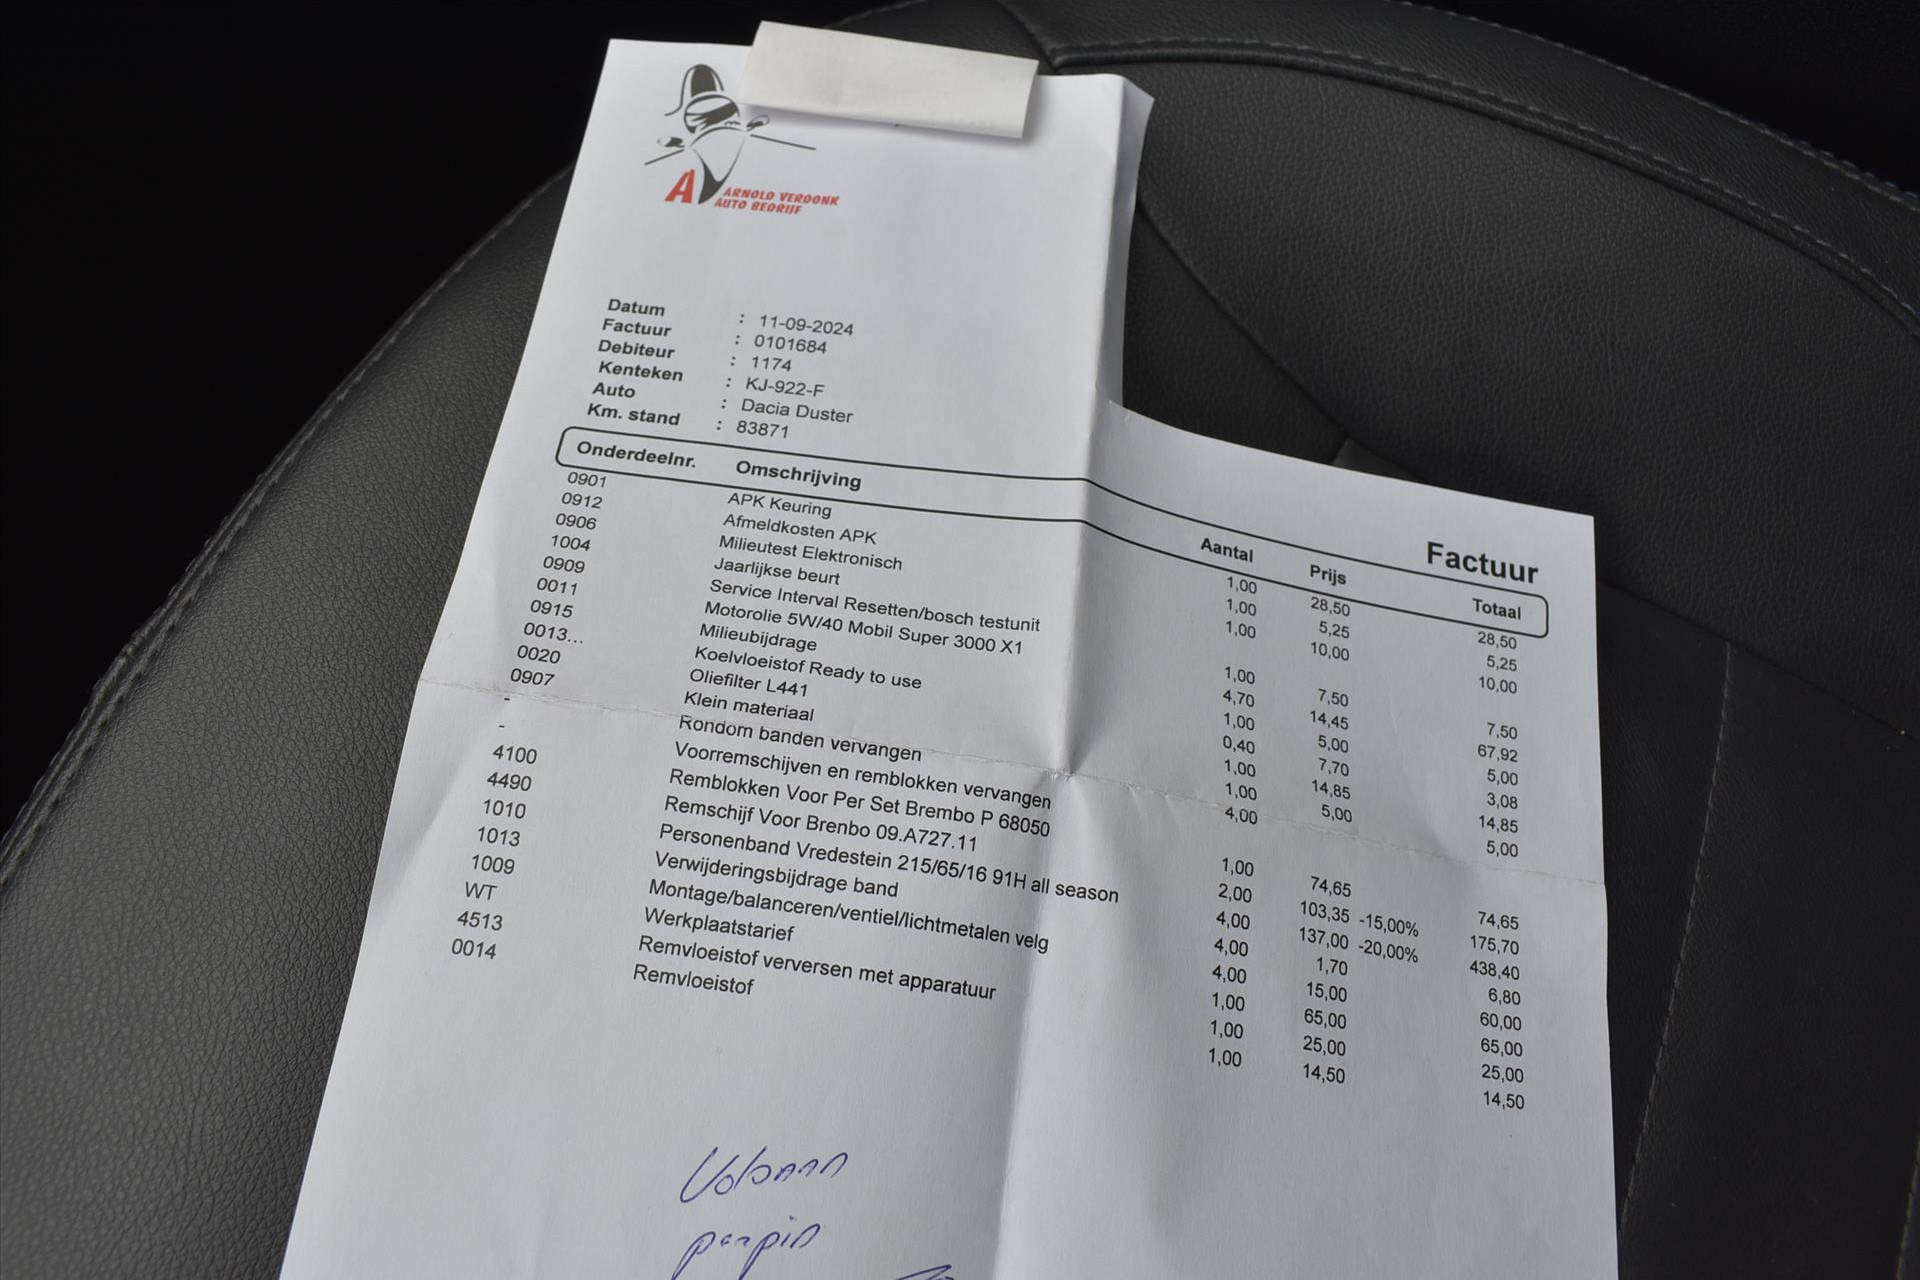 ARNOLD VERDONK
AUTO BEDRIJF
Datum : 11-09-2024
Factuur : 0101684
Debiteur : 1174
Kenteken : KJ-922-F
Auto : Dacia Duster
Km. stand : 83871
Factuur
Onderdeelnr. Omschrijving Aantal Prijs Totaal
0901 APK Keuring 1,00 28,50 28,50
0912 Afmeldkosten APK 1,00 5,25 5,25
0906 Milieutest Elektronisch 1,00 10,00 10,00
1004 Jaarlijkse beurt
0909 Service Interval Resetten/bosch testunit 1,00 7,50 7,50
0011 Motorolie 5W/40 Mobil Super 3000 X1 4,70 14,45 67,92
0915 Milieubijdrage 1,00 5,00 5,00
0013... Koelvloeistof Ready to use 0,40 7,70 3,08
0020 Oliefilter L441 1,00 14,85 14,85
0907 Klein materiaal 1,00 5,00 5,00
- Rondom banden vervangen 4,00
- Voorremschijven en remblokken vervangen
4100 Remblokken Voor Per Set Brembo P 68050 1,00 74,65 74,65
4490 Remschijf Voor Brenbo 09.A727.11 2,00 103,35 -15,00% 175,70
1010 Personenband Vredestein 215/65/16 91H all season 4,00 137,00 -20,00% 438,40
1013 Verwijderingsbijdrage band 4,00 1,70 6,80
1009 Montage/balanceren/ventiel/lichtmetalen velg 4,00 15,00 60,00
WT Werkplaatstarief 1,00 65,00 65,00
4513 Remvloeistof verversen met apparatuur 1,00 25,00 25,00
0014 Remvloeistof 1,00 14,50 14,50